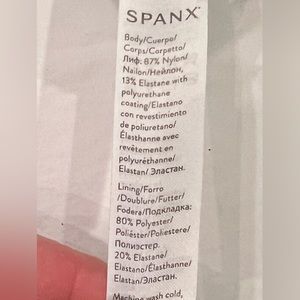 SPANX
Body/Cuerpo/
Corps/Corpetto/
Лиф: 87% Nylon/
Nailon/Нейлон,
13% Elastane with
polyurethane
coating/Elastano
con revestimiento
de poliuretano/
Élasthanne avec
revêtement en
polyuréthanne/
Elastan/ Эластан.
Lining/Forro
/Doublure/Futter/
Fodera/Подкладка:
80% Polyester/
Poliéster/Poliestere/
Полиэстер.
20% Elastane/
Elastano/Élasthanne/
Elastan/ Эластан.
Machine wash cold,